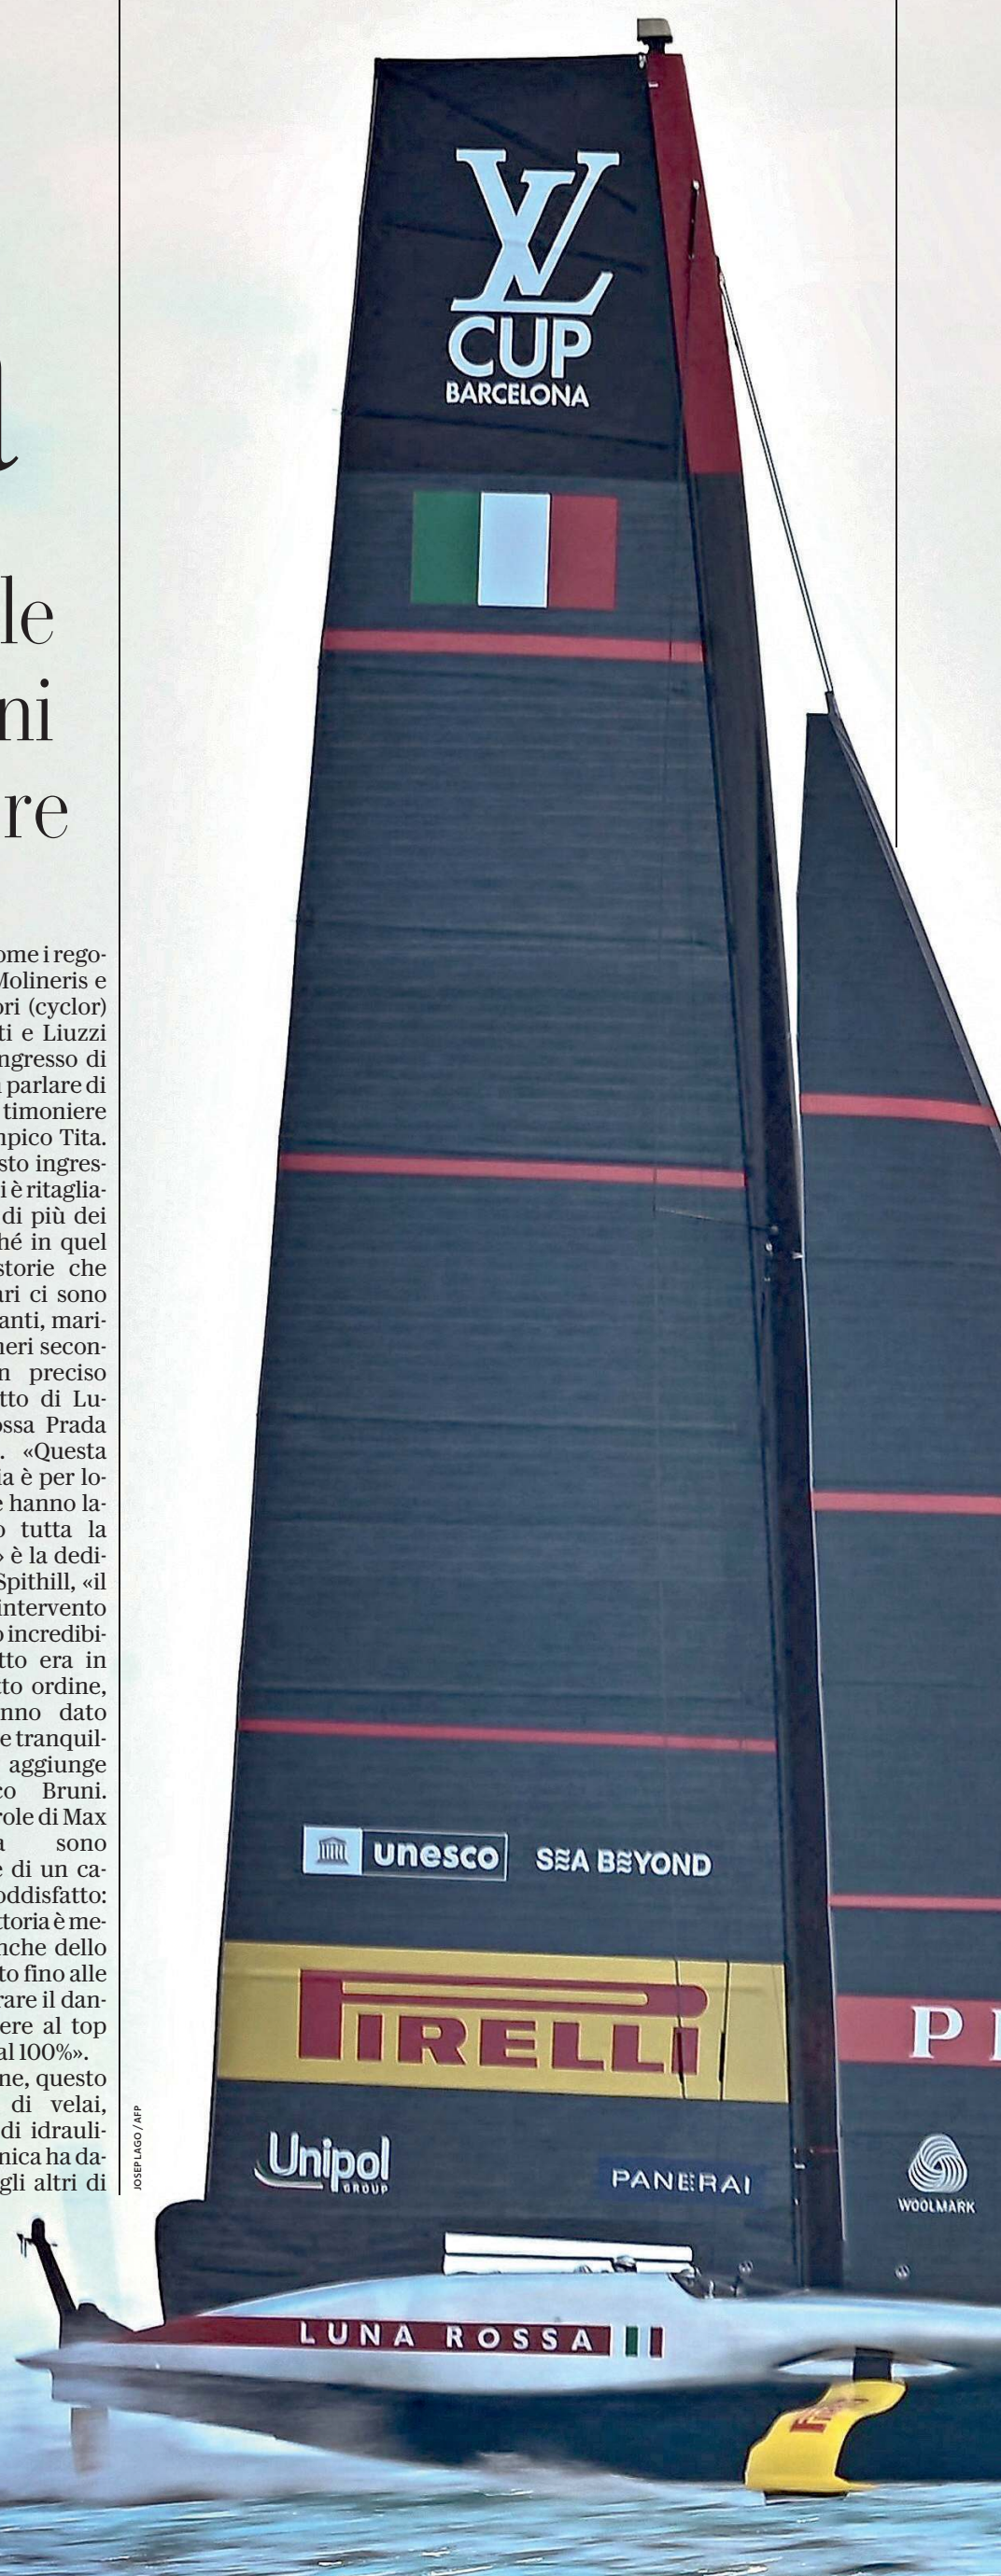 a
le
ni
re
ome i rego-
Molineris e
ori (cyclor)
ti e Liuzzi
ngresso di
parlare di
timoniere
mpico Tita.
sto ingres-
i è ritaglia-
di più dei
hé in quel
storie che
ari ci sono
anti, mari-
neri secon-
n preciso
tto di Lu-
ossa Prada
. «Questa
ia è per lo-
e hanno la-
o tutta la
» è la dedi-
Spithill, «il
intervento
o incredibi-
tto era in
tto ordine,
nno dato
e tranquil-
aggiunge
co Bruni.
role di Max
a sono
e di un ca-
oddisfatto:
ttoria è me-
nche dello
to fino alle
rare il dan-
ere al top
al 100%».
ne, questo
di velai,
di idrauli-
nica ha da-
gli altri di
JOSEP LAGO / AFP
LV
CUP
BARCELONA
unesco SEA BEYOND
PIRELLI
P
Unipol
GROUP
PANERAI
WOOLMARK
LUNA ROSSA